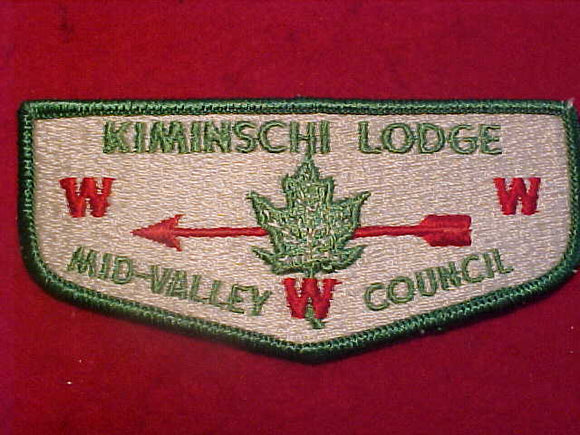 KIMINSCHI LODGE
W W
MID-VALLEY W COUNCIL